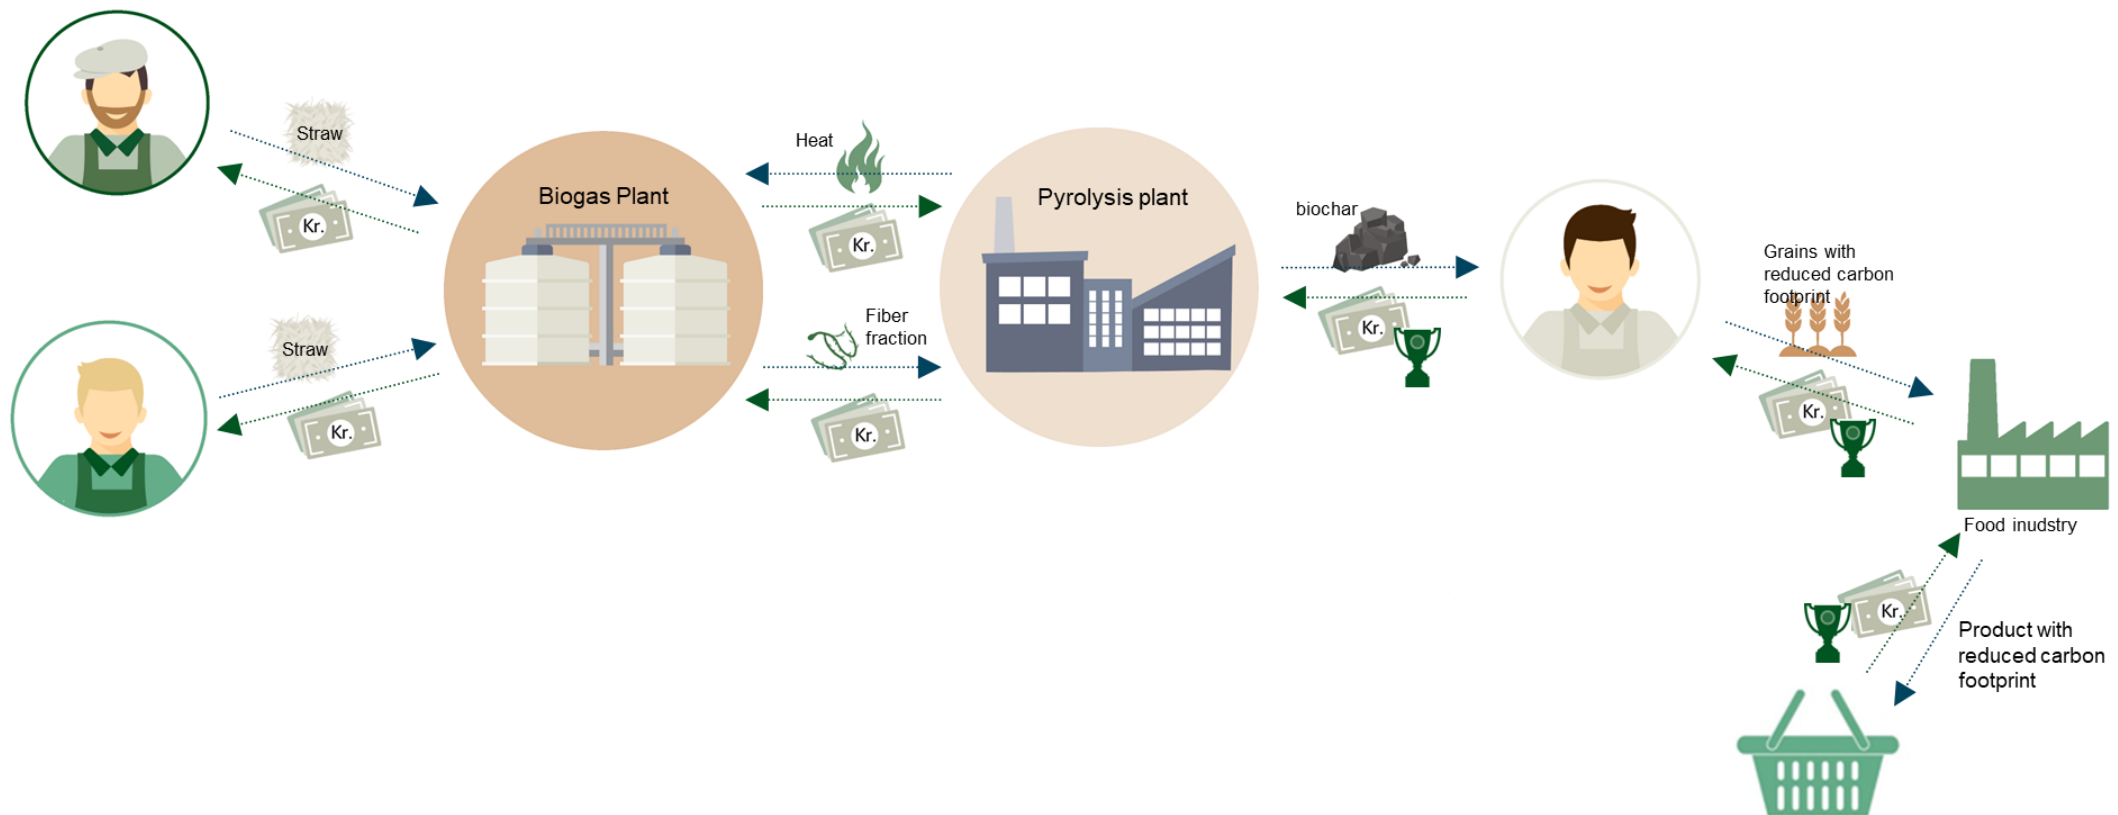 Straw
Kr.
Straw
Kr.
Biogas Plant
Heat
Kr.
Fiber
fraction
Kr.
Pyrolysis plant
biochar
Kr.
Grains with
reduced carbon
footprint
Kr.
Food inudstry
Kr.
Product with
reduced carbon
footprint